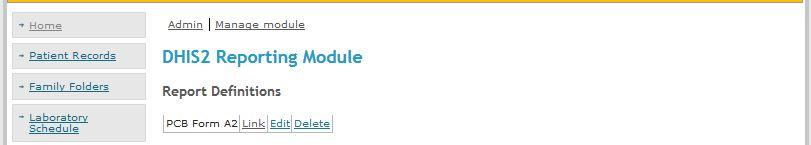 Home
Patient Records
Family Folders
Laboratory
Schedule
Admin Manage module
DHIS2 Reporting Module
Report Definitions
PCB Form A2 Link Edit Delete